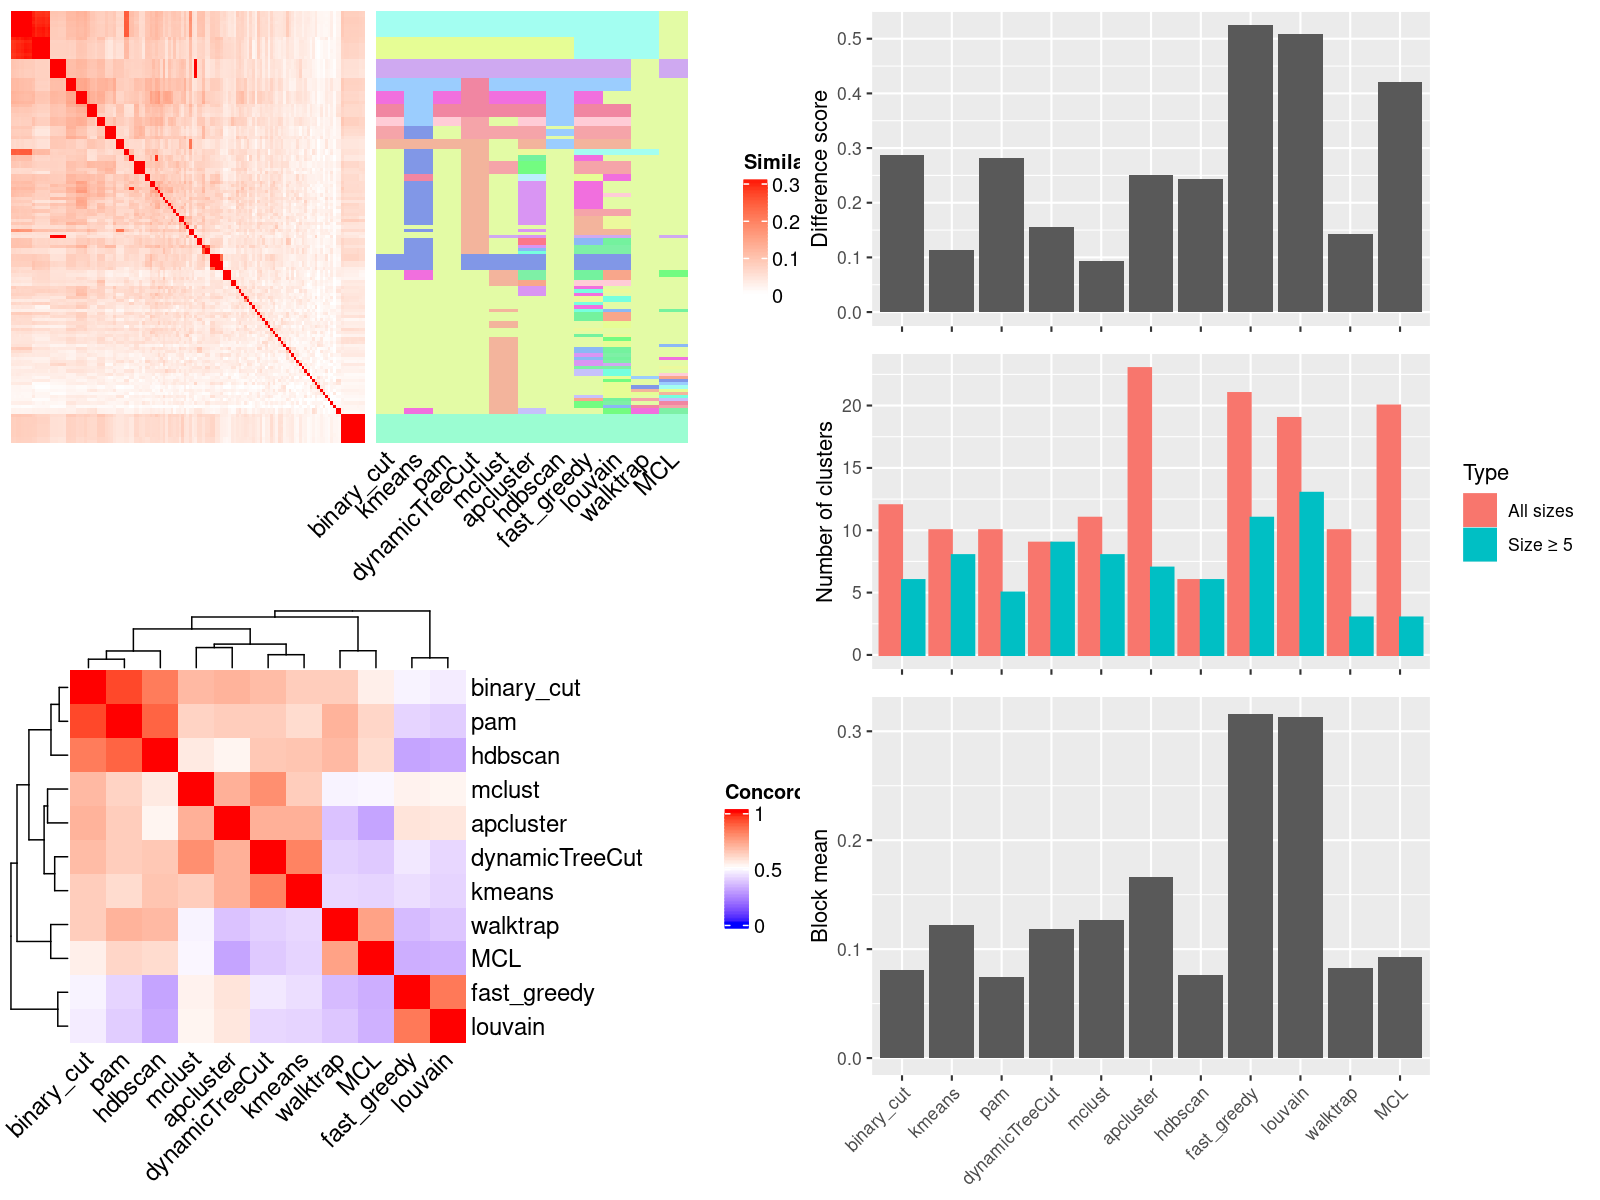 Simila
0.3
0.2
0.1
0
binary_cut
kmeans
pam
dynamicTreeCut
mclust
apcluster
hdbscan
fast_greedy
louvain
walktrap
MCL
binary_cut
pam
hdbscan
mclust
apcluster
dynamicTreeCut
kmeans
walktrap
MCL
fast_greedy
louvain
binary_cut
pam
hdbscan
mclust
apcluster
dynamicTreeCut
kmeans
walktrap
MCL
fast_greedy
louvain
Concord
1
0.5
0
Difference score
0.5
0.4
0.3
0.2
0.1
0.0
Number of clusters
20
15
10
5
0
Type
All sizes
Size ≥ 5
Block mean
0.3
0.2
0.1
0.0
binary_cut
kmeans
pam
dynamicTreeCut
mclust
apcluster
hdbscan
fast_greedy
louvain
walktrap
MCL